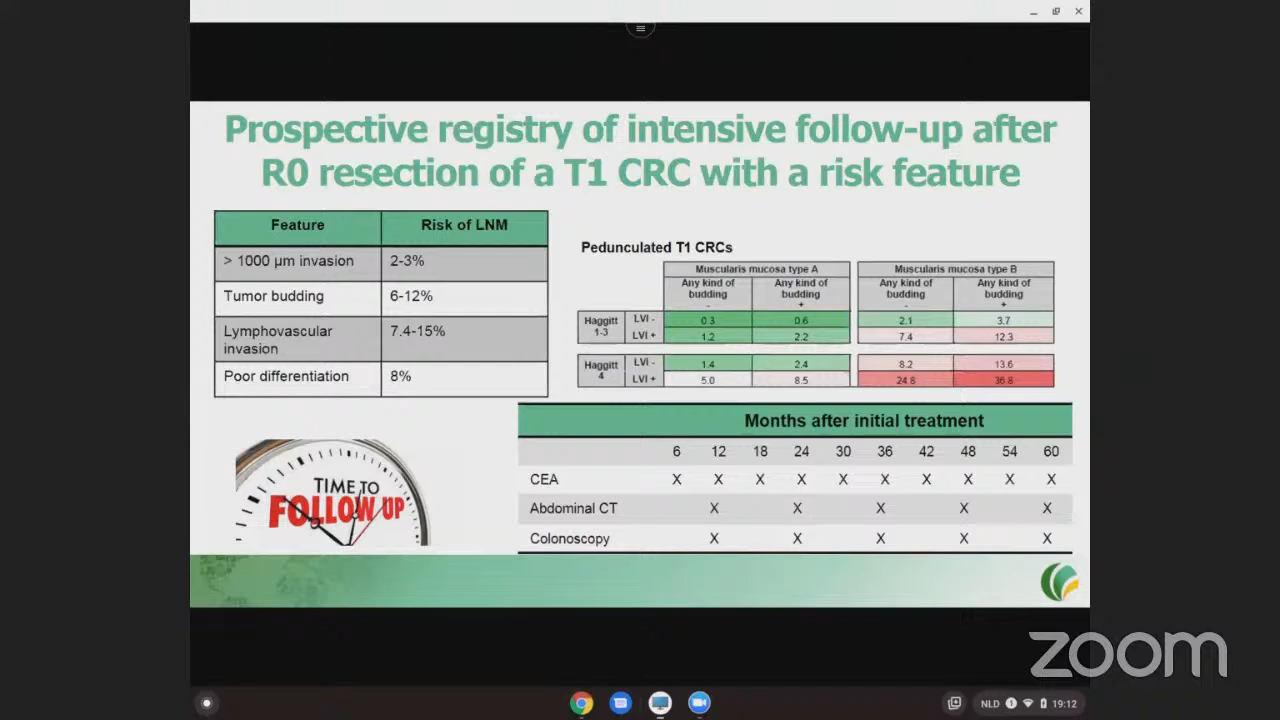 Prospective registry of intensive follow-up after
R0 resection of a T1 CRC with a risk feature
Feature Risk of LNM
> 1000 µm invasion 2-3%
Tumor budding 6-12%
Lymphovascular invasion 7.4-15%
Poor differentiation 8%
Pedunculated T1 CRCs
Muscularis mucosa type A Muscularis mucosa type B
Any kind of budding - Any kind of budding + Any kind of budding - Any kind of budding +
Haggitt 1-3 LVI - 0.3 0.6 2.1 3.7
LVI + 1.2 2.2 7.4 12.3
Haggitt 4 LVI - 1.4 2.4 8.2 13.6
LVI + 5.0 8.5 24.8 36.8
Months after initial treatment
6 12 18 24 30 36 42 48 54 60
CEA X X X X X X X X X X
Abdominal CT X X X X X
Colonoscopy X X X X X
TIME TO
FOLLOW UP
zoom
NLD 1 19:12